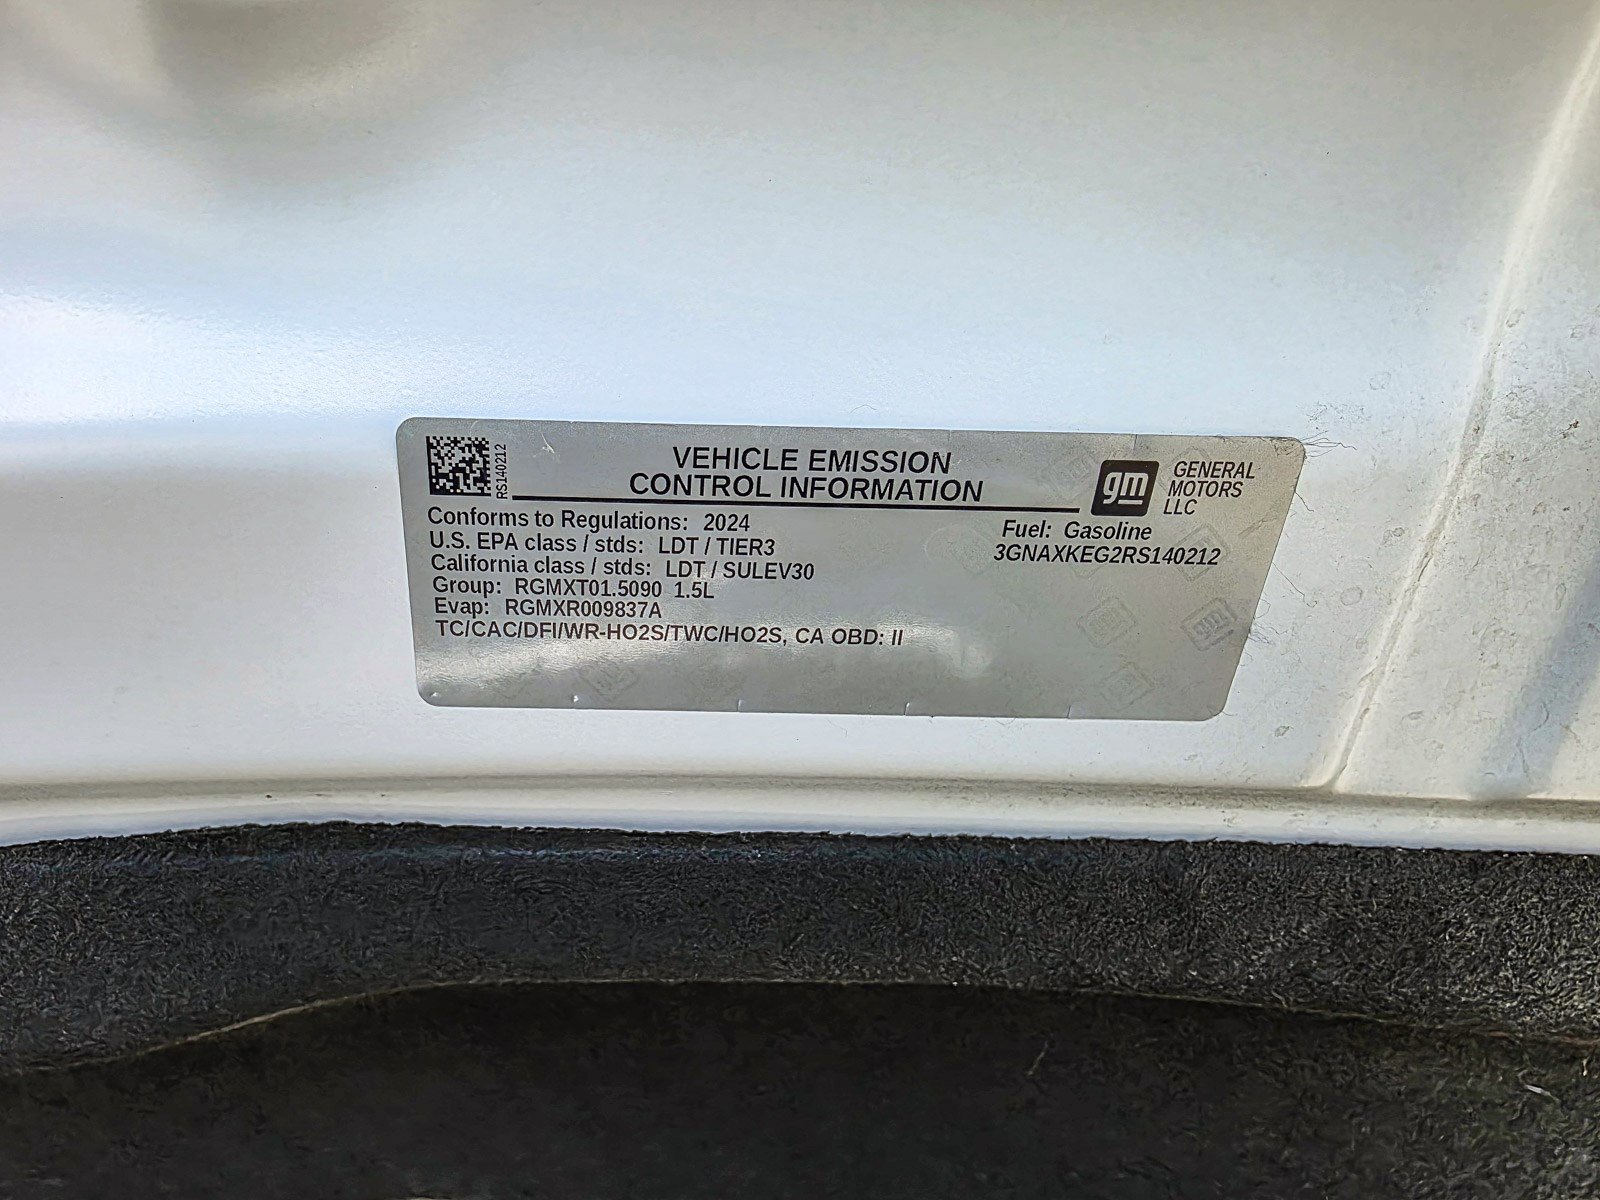 RS140212
VEHICLE EMISSION
CONTROL INFORMATION
gm
GENERAL
MOTORS
LLC
Conforms to Regulations: 2024
U.S. EPA class / stds: LDT / TIER3
California class / stds: LDT / SULEV30
Group: RGMXT01.5090 1.5L
Evap: RGMXR009837A
TC/CAC/DFI/WR-HO2S/TWC/HO2S, CA OBD: II
Fuel: Gasoline
3GNAXKEG2RS140212